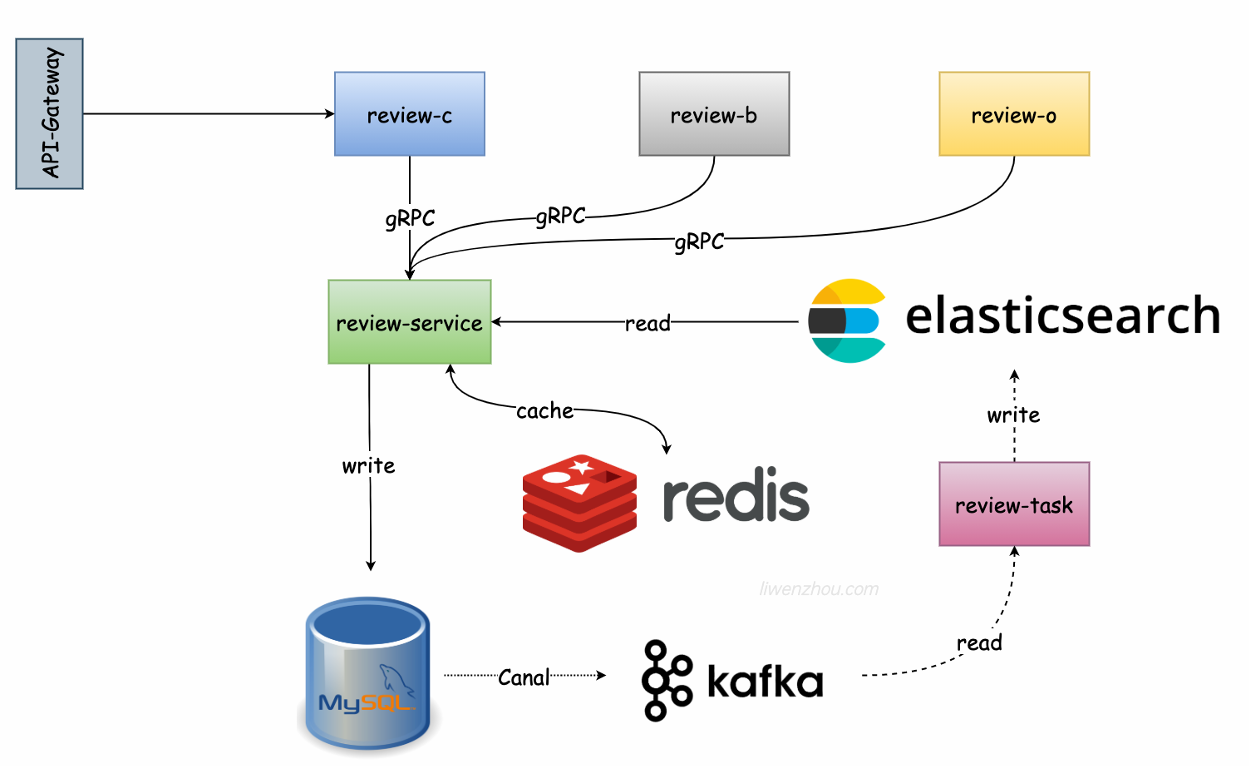 API-Gateway
review-c
review-b
review-o
gRPC
gRPC
gRPC
review-service
read
elasticsearch
cache
write
write
redis
review-task
liwenzhou.com
read
MySQL
Canal
kafka